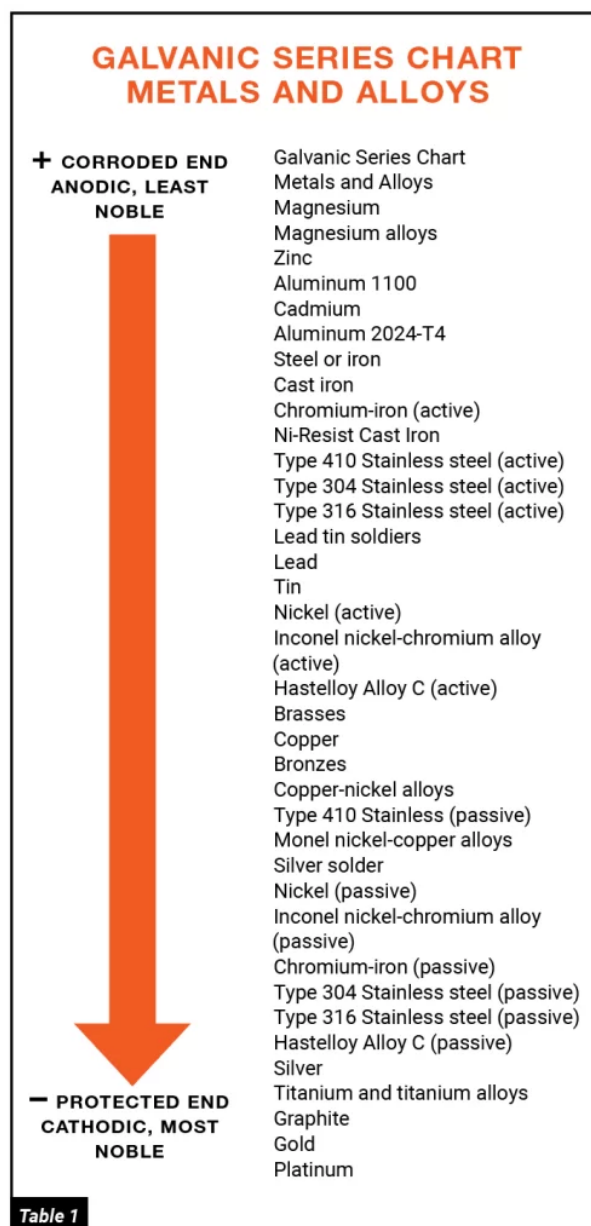 GALVANIC SERIES CHART
METALS AND ALLOYS
+ CORRODED END
ANODIC, LEAST
NOBLE
Galvanic Series Chart
Metals and Alloys
Magnesium
Magnesium alloys
Zinc
Aluminum 1100
Cadmium
Aluminum 2024-T4
Steel or iron
Cast iron
Chromium-iron (active)
Ni-Resist Cast Iron
Type 410 Stainless steel (active)
Type 304 Stainless steel (active)
Type 316 Stainless steel (active)
Lead tin soldiers
Lead
Tin
Nickel (active)
Inconel nickel-chromium alloy
(active)
Hastelloy Alloy C (active)
Brasses
Copper
Bronzes
Copper-nickel alloys
Type 410 Stainless (passive)
Monel nickel-copper alloys
Silver solder
Nickel (passive)
Inconel nickel-chromium alloy
(passive)
Chromium-iron (passive)
Type 304 Stainless steel (passive)
Type 316 Stainless steel (passive)
Hastelloy Alloy C (passive)
Silver
Titanium and titanium alloys
Graphite
Gold
Platinum
− PROTECTED END
CATHODIC, MOST
NOBLE
Table 1